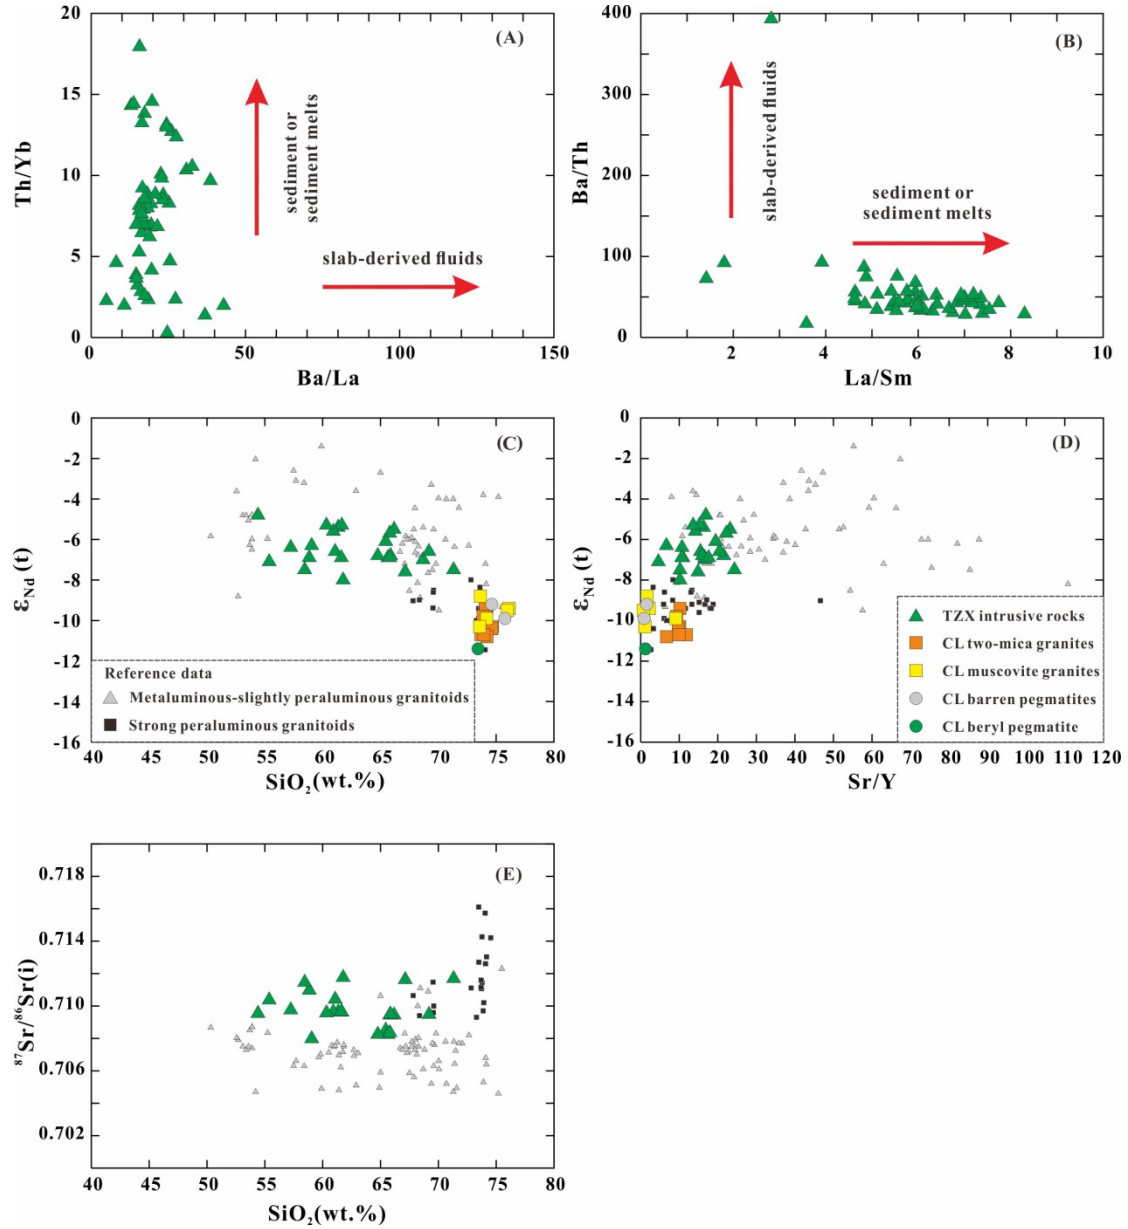 20
15
10
5
0
Th/Yb
(A)
sediment or
sediment melts
slab-derived fluids
0
50
100
150
Ba/La
400
300
200
100
0
Ba/Th
(B)
slab-derived fluids
sediment or
sediment melts
2
4
6
8
10
La/Sm
0
-2
-4
-6
-8
-10
-12
-14
-16
εNd(t)
(C)
Reference data
Metaluminous-slightly peraluminous granitoids
Strong peraluminous granitoids
40
45
50
55
60
65
70
75
80
SiO₂(wt.%)
0
-2
-4
-6
-8
-10
-12
-14
-16
εNd(t)
(D)
TZX intrusive rocks
CL two-mica granites
CL muscovite granites
CL barren pegmatites
CL beryl pegmatite
0
10
20
30
40
50
60
70
80
90
100
110
120
Sr/Y
0.718
0.714
0.710
0.706
0.702
⁸⁷Sr/⁸⁶Sr(i)
(E)
40
45
50
55
60
65
70
75
80
SiO₂(wt.%)